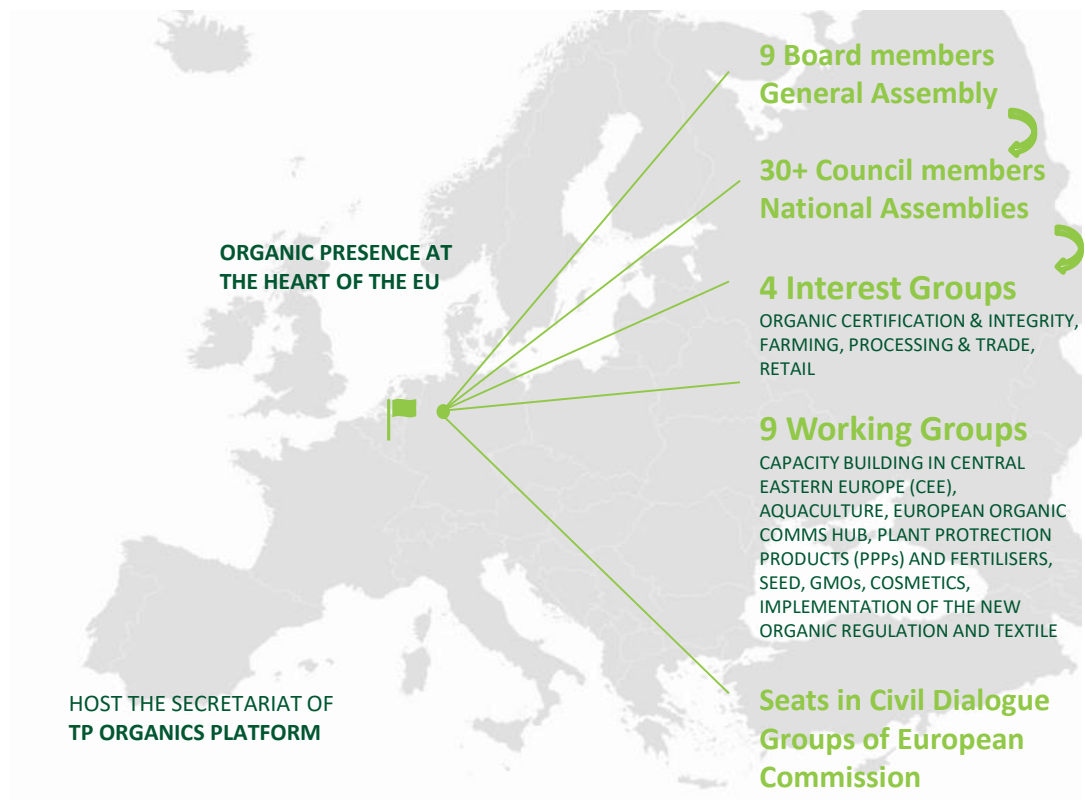 9 Board members
General Assembly
30+ Council members
National Assemblies
ORGANIC PRESENCE AT
THE HEART OF THE EU
4 Interest Groups
ORGANIC CERTIFICATION & INTEGRITY,
FARMING, PROCESSING & TRADE,
RETAIL
9 Working Groups
CAPACITY BUILDING IN CENTRAL
EASTERN EUROPE (CEE),
AQUACULTURE, EUROPEAN ORGANIC
COMMS HUB, PLANT PROTRECTION
PRODUCTS (PPPs) AND FERTILISERS,
SEED, GMOs, COSMETICS,
IMPLEMENTATION OF THE NEW
ORGANIC REGULATION AND TEXTILE
HOST THE SECRETARIAT OF
TP ORGANICS PLATFORM
Seats in Civil Dialogue
Groups of European
Commission